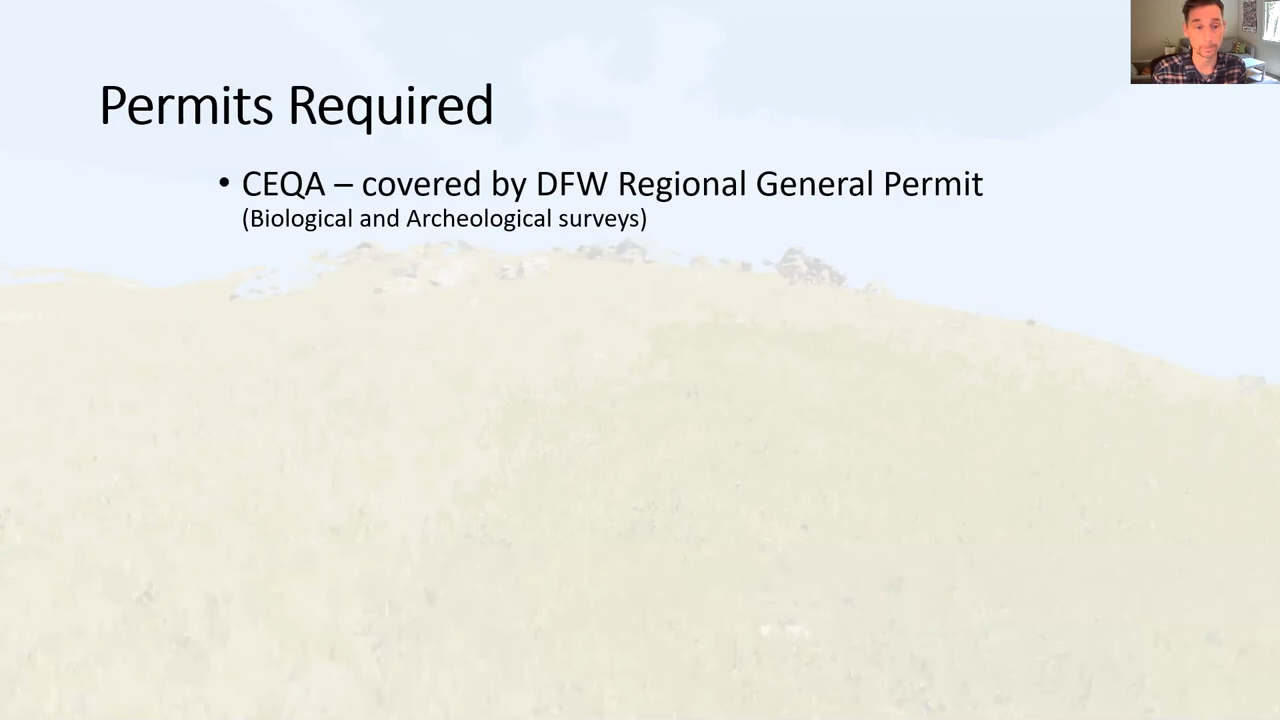 Permits Required
• CEQA – covered by DFW Regional General Permit
(Biological and Archeological surveys)